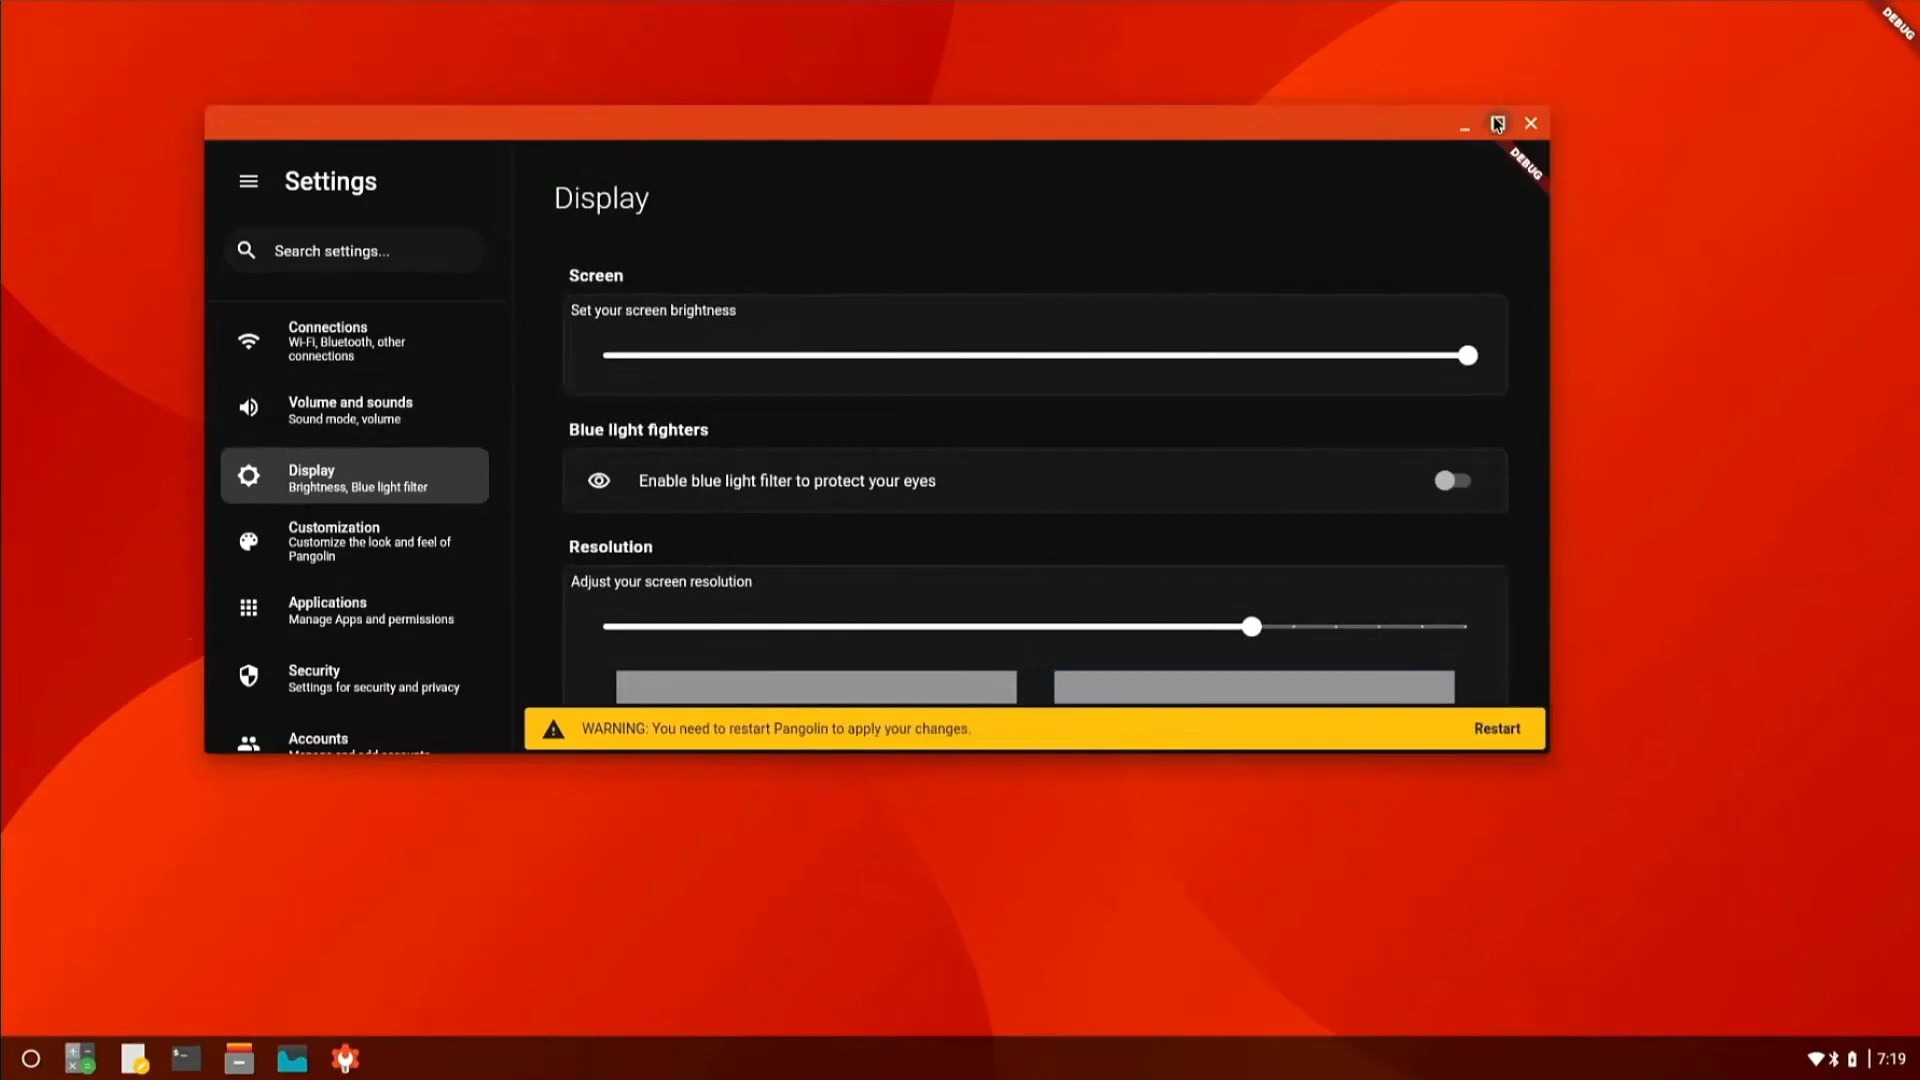 DEBUG
DEBUG
Settings
Search settings...
Connections
Wi-Fi, Bluetooth, other
connections
Volume and sounds
Sound mode, volume
Display
Brightness, Blue light filter
Customization
Customize the look and feel of
Pangolin
Applications
Manage Apps and permissions
Security
Settings for security and privacy
Accounts
Display
Screen
Set your screen brightness
Blue light fighters
Enable blue light filter to protect your eyes
Resolution
Adjust your screen resolution
WARNING: You need to restart Pangolin to apply your changes.
Restart
7:19